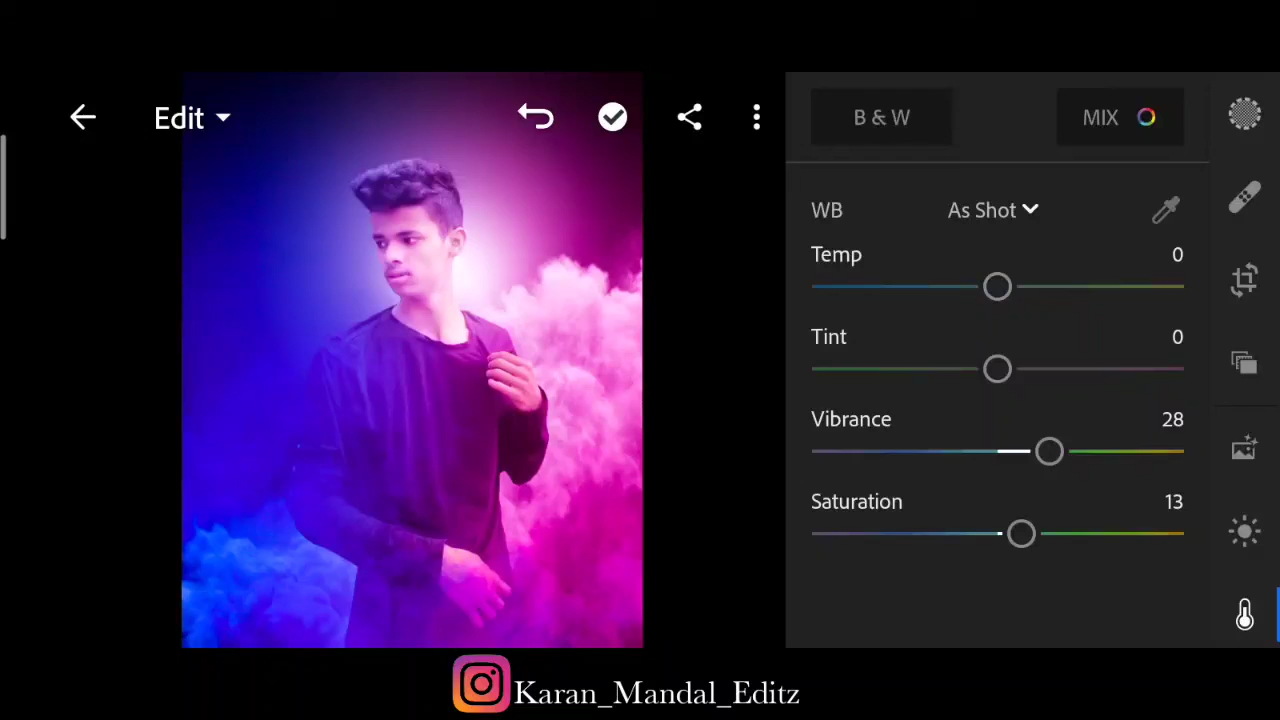 Edit
B & W
MIX
WB
As Shot
Temp
0
Tint
0
Vibrance
28
Saturation
13
Karan_Mandal_Editz